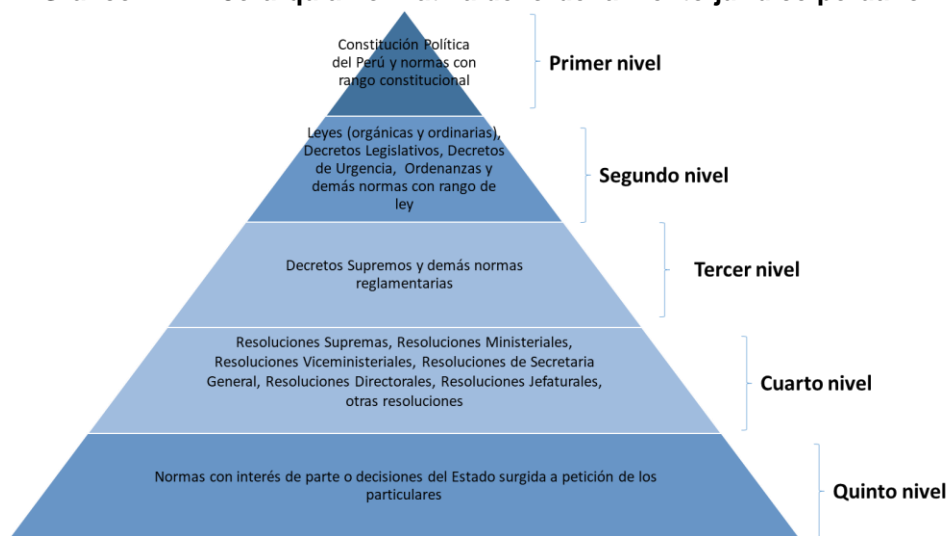 Constitución Política
del Perú y normas con
rango constitucional
Primer nivel
Leyes (orgánicas y ordinarias),
Decretos Legislativos, Decretos
de Urgencia, Ordenanzas y
demás normas con rango de
ley
Segundo nivel
Decretos Supremos y demás normas
reglamentarias
Tercer nivel
Resoluciones Supremas, Resoluciones Ministeriales,
Resoluciones Viceministeriales, Resoluciones de Secretaria
General, Resoluciones Directorales, Resoluciones Jefaturales,
otras resoluciones
Cuarto nivel
Normas con interés de parte o decisiones del Estado surgida a petición de los
particulares
Quinto nivel